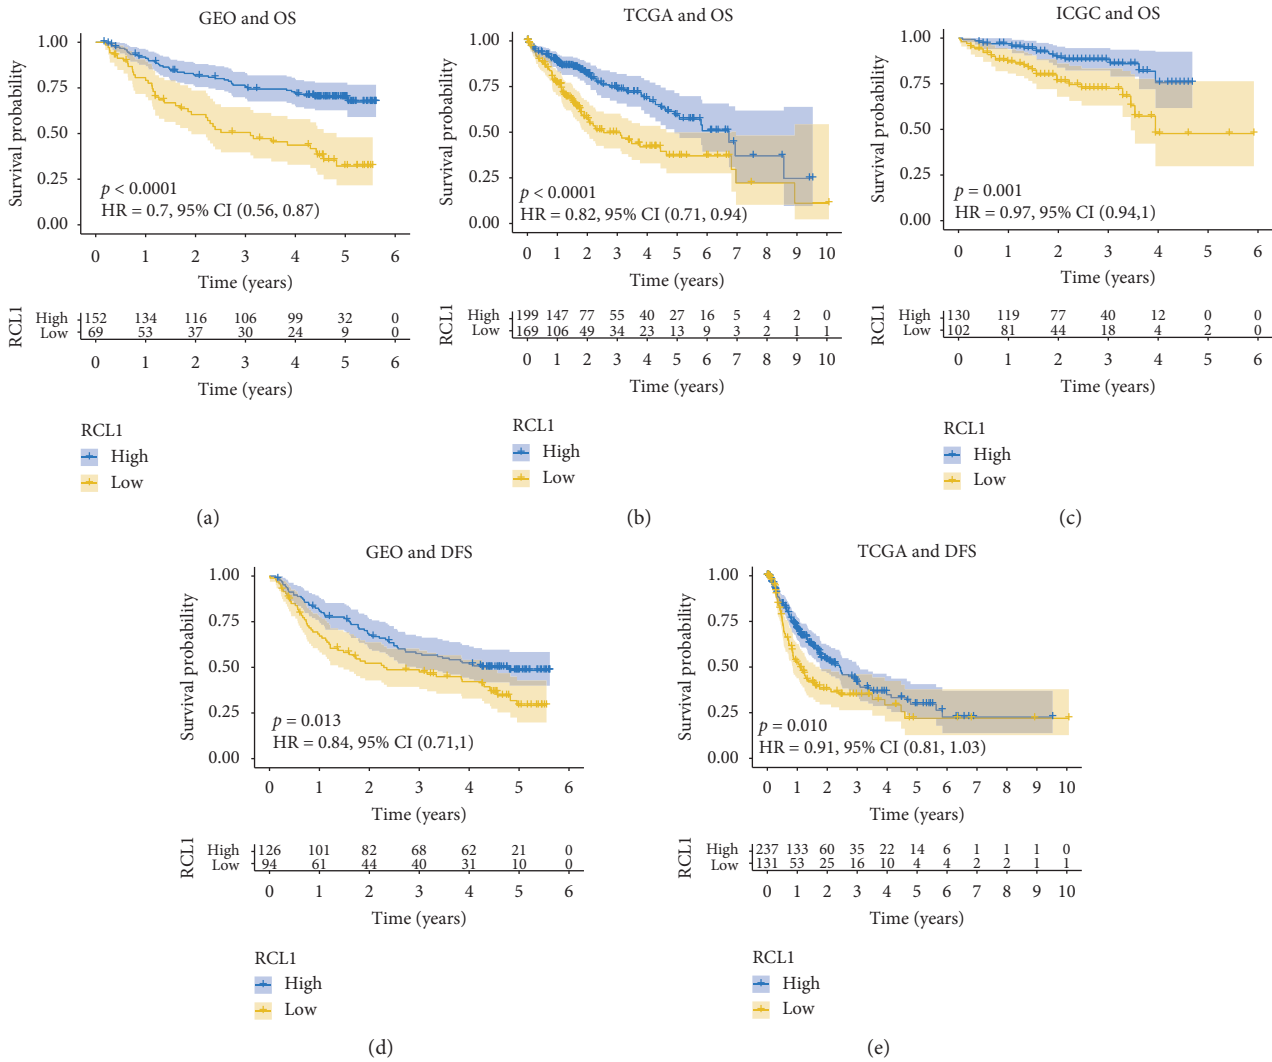 GEO and OS
Survival probability
1.00
0.75
0.50
0.25
0.00
p < 0.0001
HR = 0.7, 95% CI (0.56, 0.87)
0 1 2 3 4 5 6
Time (years)
RCL1
High 152 134 116 106 99 32 0
Low 69 53 37 30 24 9 0
0 1 2 3 4 5 6
Time (years)
RCL1
High
Low
(a)
TCGA and OS
Survival probability
1.00
0.75
0.50
0.25
0.00
p < 0.0001
HR = 0.82, 95% CI (0.71, 0.94)
0 1 2 3 4 5 6 7 8 9 10
Time (years)
RCL1
High 199 147 77 55 40 27 16 5 4 2 0
Low 169 106 49 34 23 13 9 3 2 1 1
0 1 2 3 4 5 6 7 8 9 10
Time (years)
RCL1
High
Low
(b)
ICGC and OS
Survival probability
1.00
0.75
0.50
0.25
0.00
p = 0.001
HR = 0.97, 95% CI (0.94,1)
0 1 2 3 4 5 6
Time (years)
RCL1
High 130 119 77 40 12 0 0
Low 102 81 44 18 4 2 0
0 1 2 3 4 5 6
Time (years)
RCL1
High
Low
(c)
GEO and DFS
Survival probability
1.00
0.75
0.50
0.25
0.00
p = 0.013
HR = 0.84, 95% CI (0.71,1)
0 1 2 3 4 5 6
Time (years)
RCL1
High 126 101 82 68 62 21 0
Low 94 61 44 40 31 10 0
0 1 2 3 4 5 6
Time (years)
RCL1
High
Low
(d)
TCGA and DFS
Survival probability
1.00
0.75
0.50
0.25
0.00
p = 0.010
HR = 0.91, 95% CI (0.81, 1.03)
0 1 2 3 4 5 6 7 8 9 10
Time (years)
RCL1
High 237 133 60 35 22 14 6 1 1 1 0
Low 131 53 25 16 10 4 4 2 2 1 1
0 1 2 3 4 5 6 7 8 9 10
Time (years)
RCL1
High
Low
(e)